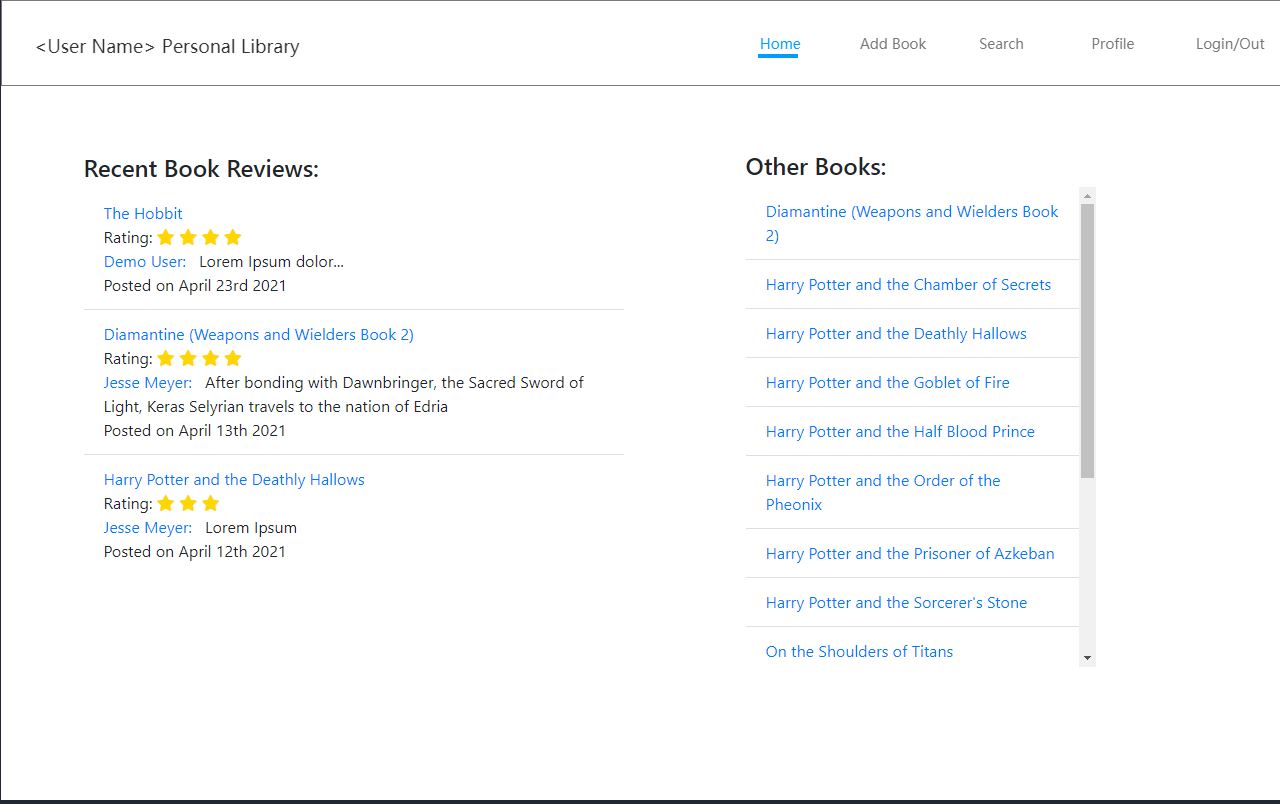 <User Name> Personal Library
Home Add Book Search Profile Login/Out
Recent Book Reviews:
The Hobbit
Rating:
Demo User: Lorem Ipsum dolor...
Posted on April 23rd 2021
Diamantine (Weapons and Wielders Book 2)
Rating:
Jesse Meyer: After bonding with Dawnbringer, the Sacred Sword of
Light, Keras Selyrian travels to the nation of Edria
Posted on April 13th 2021
Harry Potter and the Deathly Hallows
Rating:
Jesse Meyer: Lorem Ipsum
Posted on April 12th 2021
Other Books:
Diamantine (Weapons and Wielders Book
2)
Harry Potter and the Chamber of Secrets
Harry Potter and the Deathly Hallows
Harry Potter and the Goblet of Fire
Harry Potter and the Half Blood Prince
Harry Potter and the Order of the
Pheonix
Harry Potter and the Prisoner of Azkeban
Harry Potter and the Sorcerer's Stone
On the Shoulders of Titans